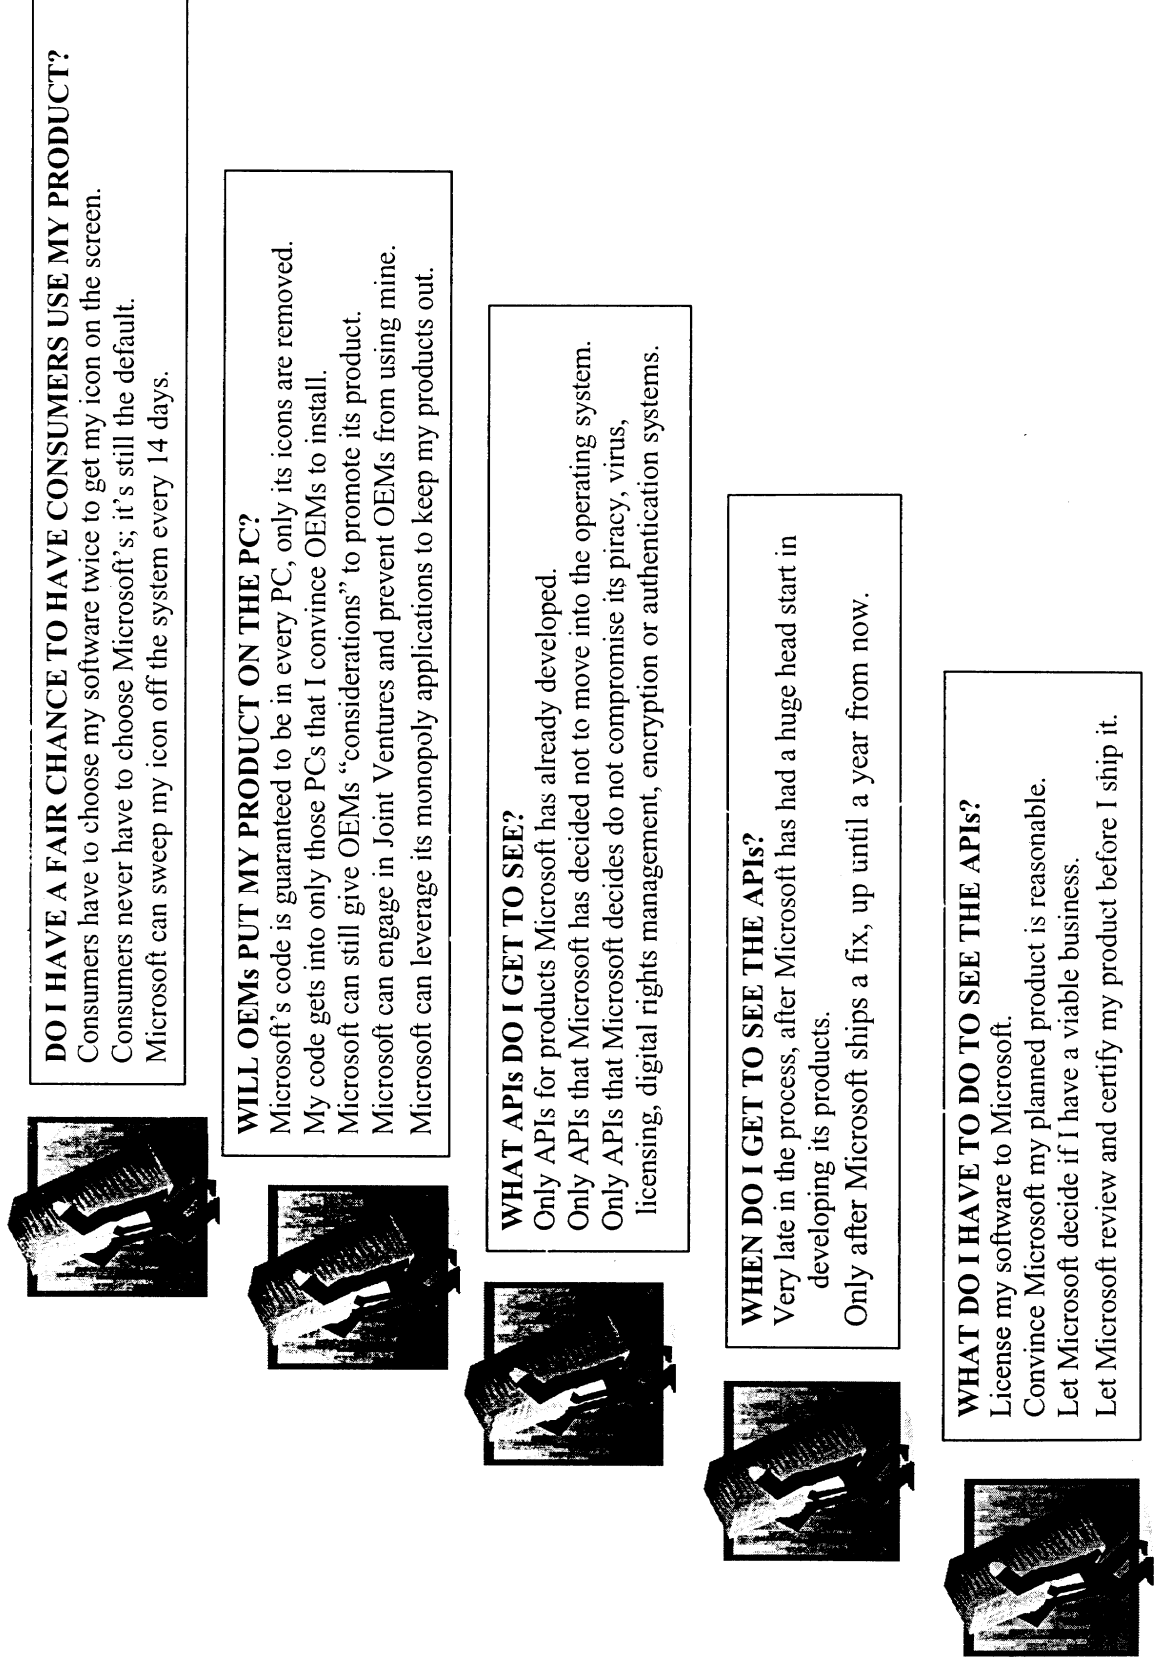 DO I HAVE A FAIR CHANCE TO HAVE CONSUMERS USE MY PRODUCT?
Consumers have to choose my software twice to get my icon on the screen.
Consumers never have to choose Microsoft's; it's still the default.
Microsoft can sweep my icon off the system every 14 days.
WILL OEMs PUT MY PRODUCT ON THE PC?
Microsoft's code is guaranteed to be in every PC, only its icons are removed.
My code gets into only those PCs that I convince OEMs to install.
Microsoft can still give OEMs “considerations” to promote its product.
Microsoft can engage in Joint Ventures and prevent OEMs from using mine.
Microsoft can leverage its monopoly applications to keep my products out.
WHAT APIs DO I GET TO SEE?
Only APIs for products Microsoft has already developed.
Only APIs that Microsoft has decided not to move into the operating system.
Only APIs that Microsoft decides do not compromise its piracy, virus,
licensing, digital rights management, encryption or authentication systems.
WHEN DO I GET TO SEE THE APIs?
Very late in the process, after Microsoft has had a huge head start in
developing its products.
Only after Microsoft ships a fix, up until a year from now.
WHAT DO I HAVE TO DO TO SEE THE APIs?
License my software to Microsoft.
Convince Microsoft my planned product is reasonable.
Let Microsoft decide if I have a viable business.
Let Microsoft review and certify my product before I ship it.